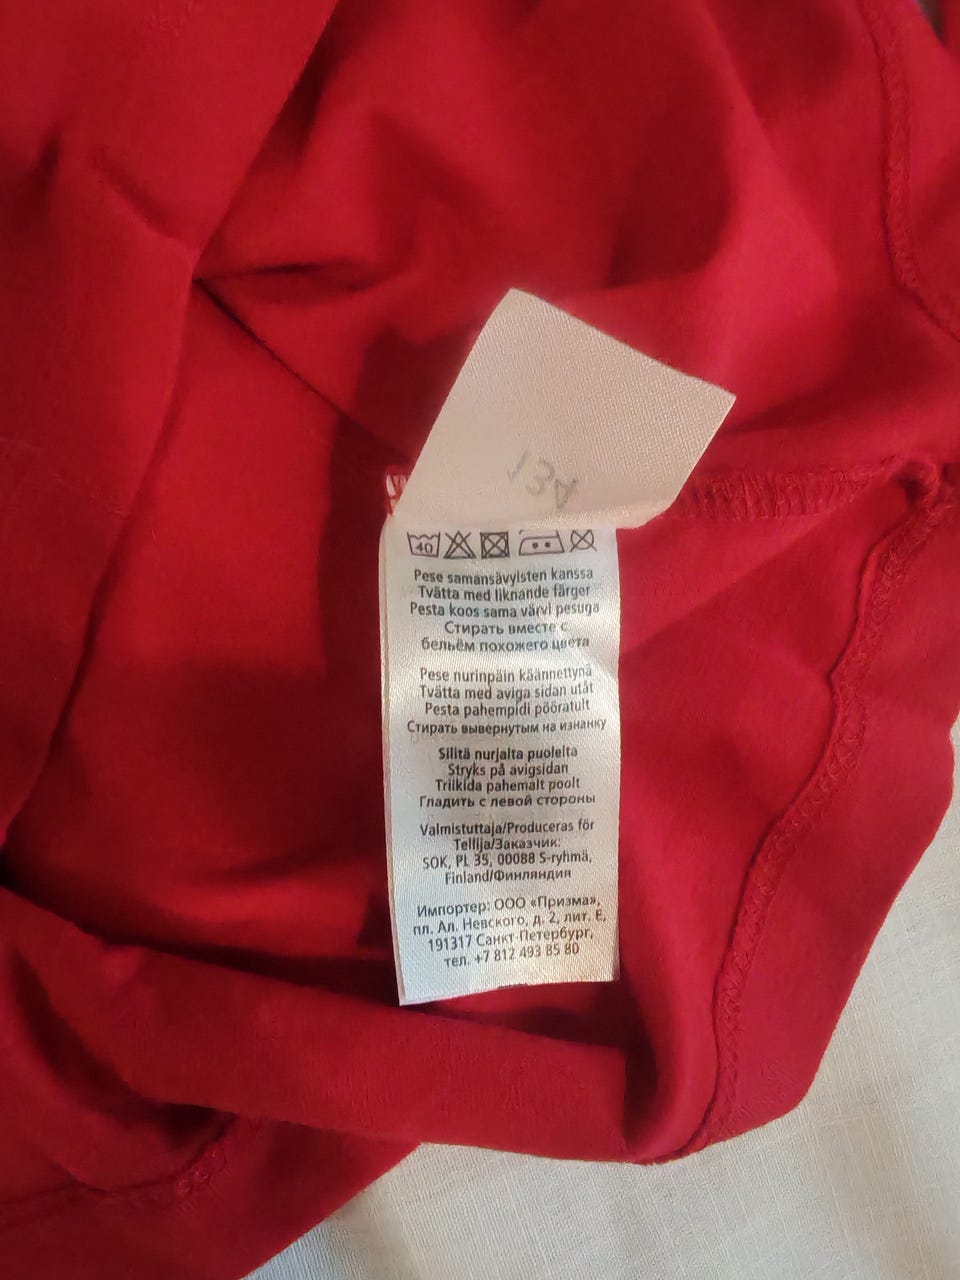 134
40
Pese samansävyisten kanssa
Tvätta med liknande färger
Pesta koos sama värvi pesuga
Стирать вместе с
бельём похожего цвета
Pese nurinpäin käännettynä
Tvätta med aviga sidan utåt
Pesta pahempidi pööratult
Стирать вывернутым на изнанку
Silitä nurjalta puolelta
Stryks på avigsidan
Triikida pahemalt poolt
Гладить с левой стороны
Valmistuttaja/Produceras för
Tellija/Заказчик:
SOK, PL 35, 00088 S-ryhmä,
Finland/Финляндия
Импортер: ООО «Призма»,
пл. Ал. Невского, д. 2, лит. Е,
191317 Санкт-Петербург,
тел. +7 812 493 85 80